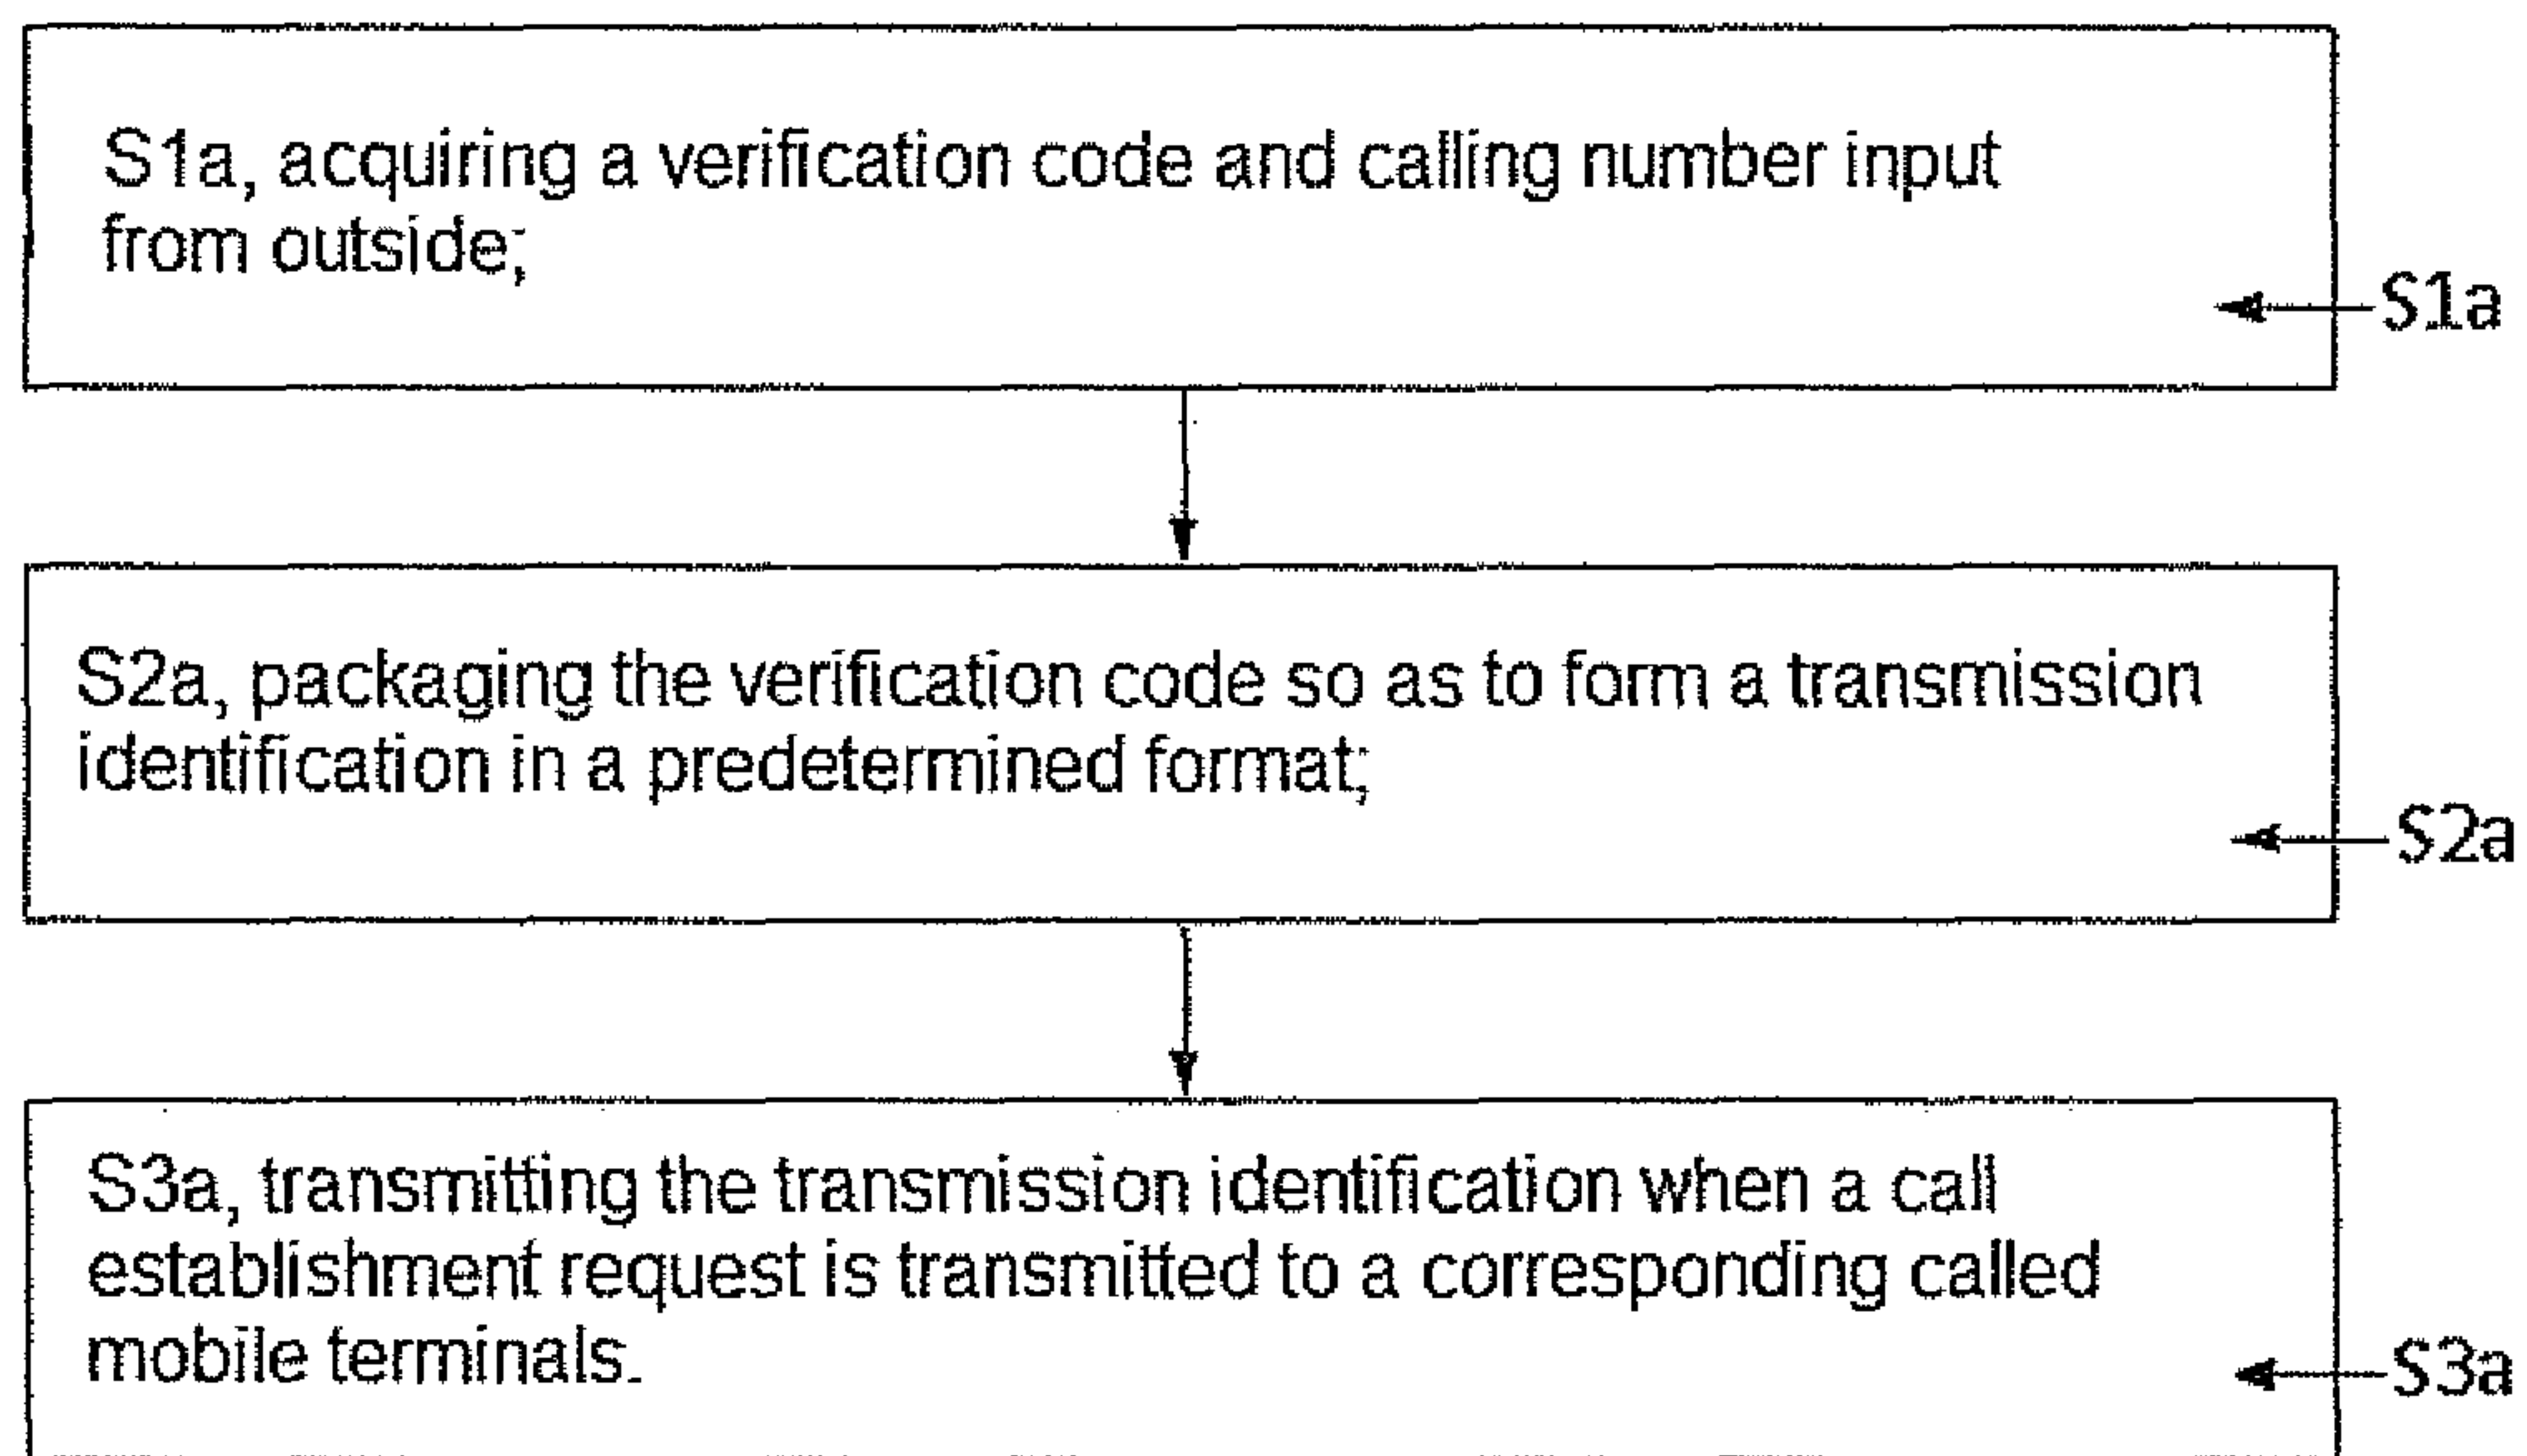 S1a, acquiring a verification code and calling number input
from outside;
S1a
S2a, packaging the verification code so as to form a transmission
identification in a predetermined format;
S2a
S3a, transmitting the transmission identification when a call
establishment request is transmitted to a corresponding called
mobile terminals.
S3a